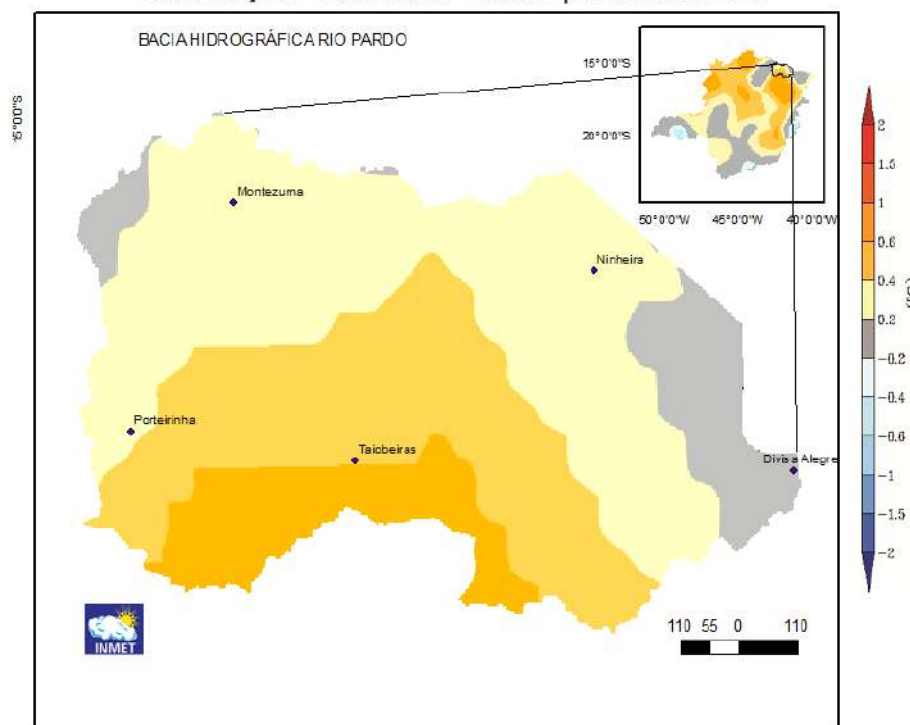 BACIA HIDROGRÁFICA RIO PARDO
15°0'0"S
20°0'0"S
50°0'0"W 45°0'0"W 40°0'0"W
15°0'0"S
Montezuma
Ninheira
Porteirinha
Taiobeiras
Divisa Alegre
2
1.5
1
0.6
0.4
0.2
-0.2
-0.4
-0.6
-1
-1.5
-2
INMET
110 55 0 110